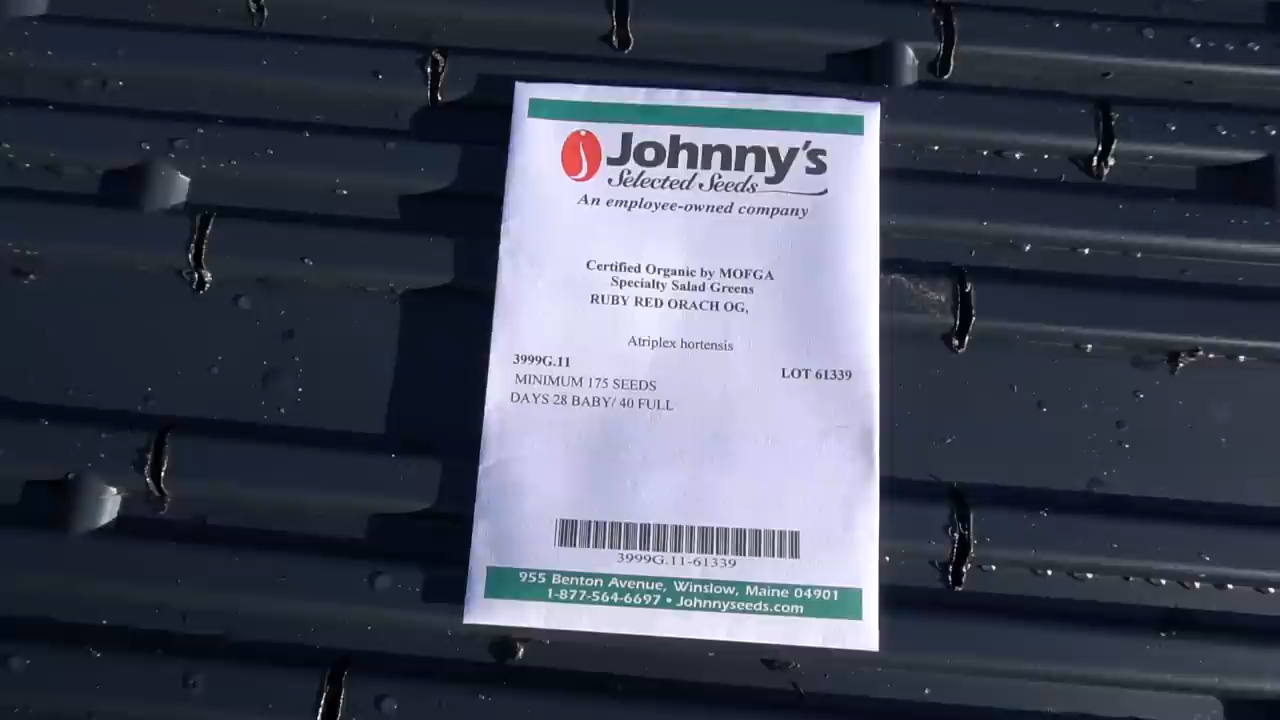 Johnny's
Selected Seeds
An employee-owned company
Certified Organic by MOFGA
Specialty Salad Greens
RUBY RED ORACH OG,
Atriplex hortensis
3999G.11
LOT 61339
MINIMUM 175 SEEDS
DAYS 28 BABY/ 40 FULL
3999G.11-61339
955 Benton Avenue, Winslow, Maine 04901
1-877-564-6697 • Johnnyseeds.com